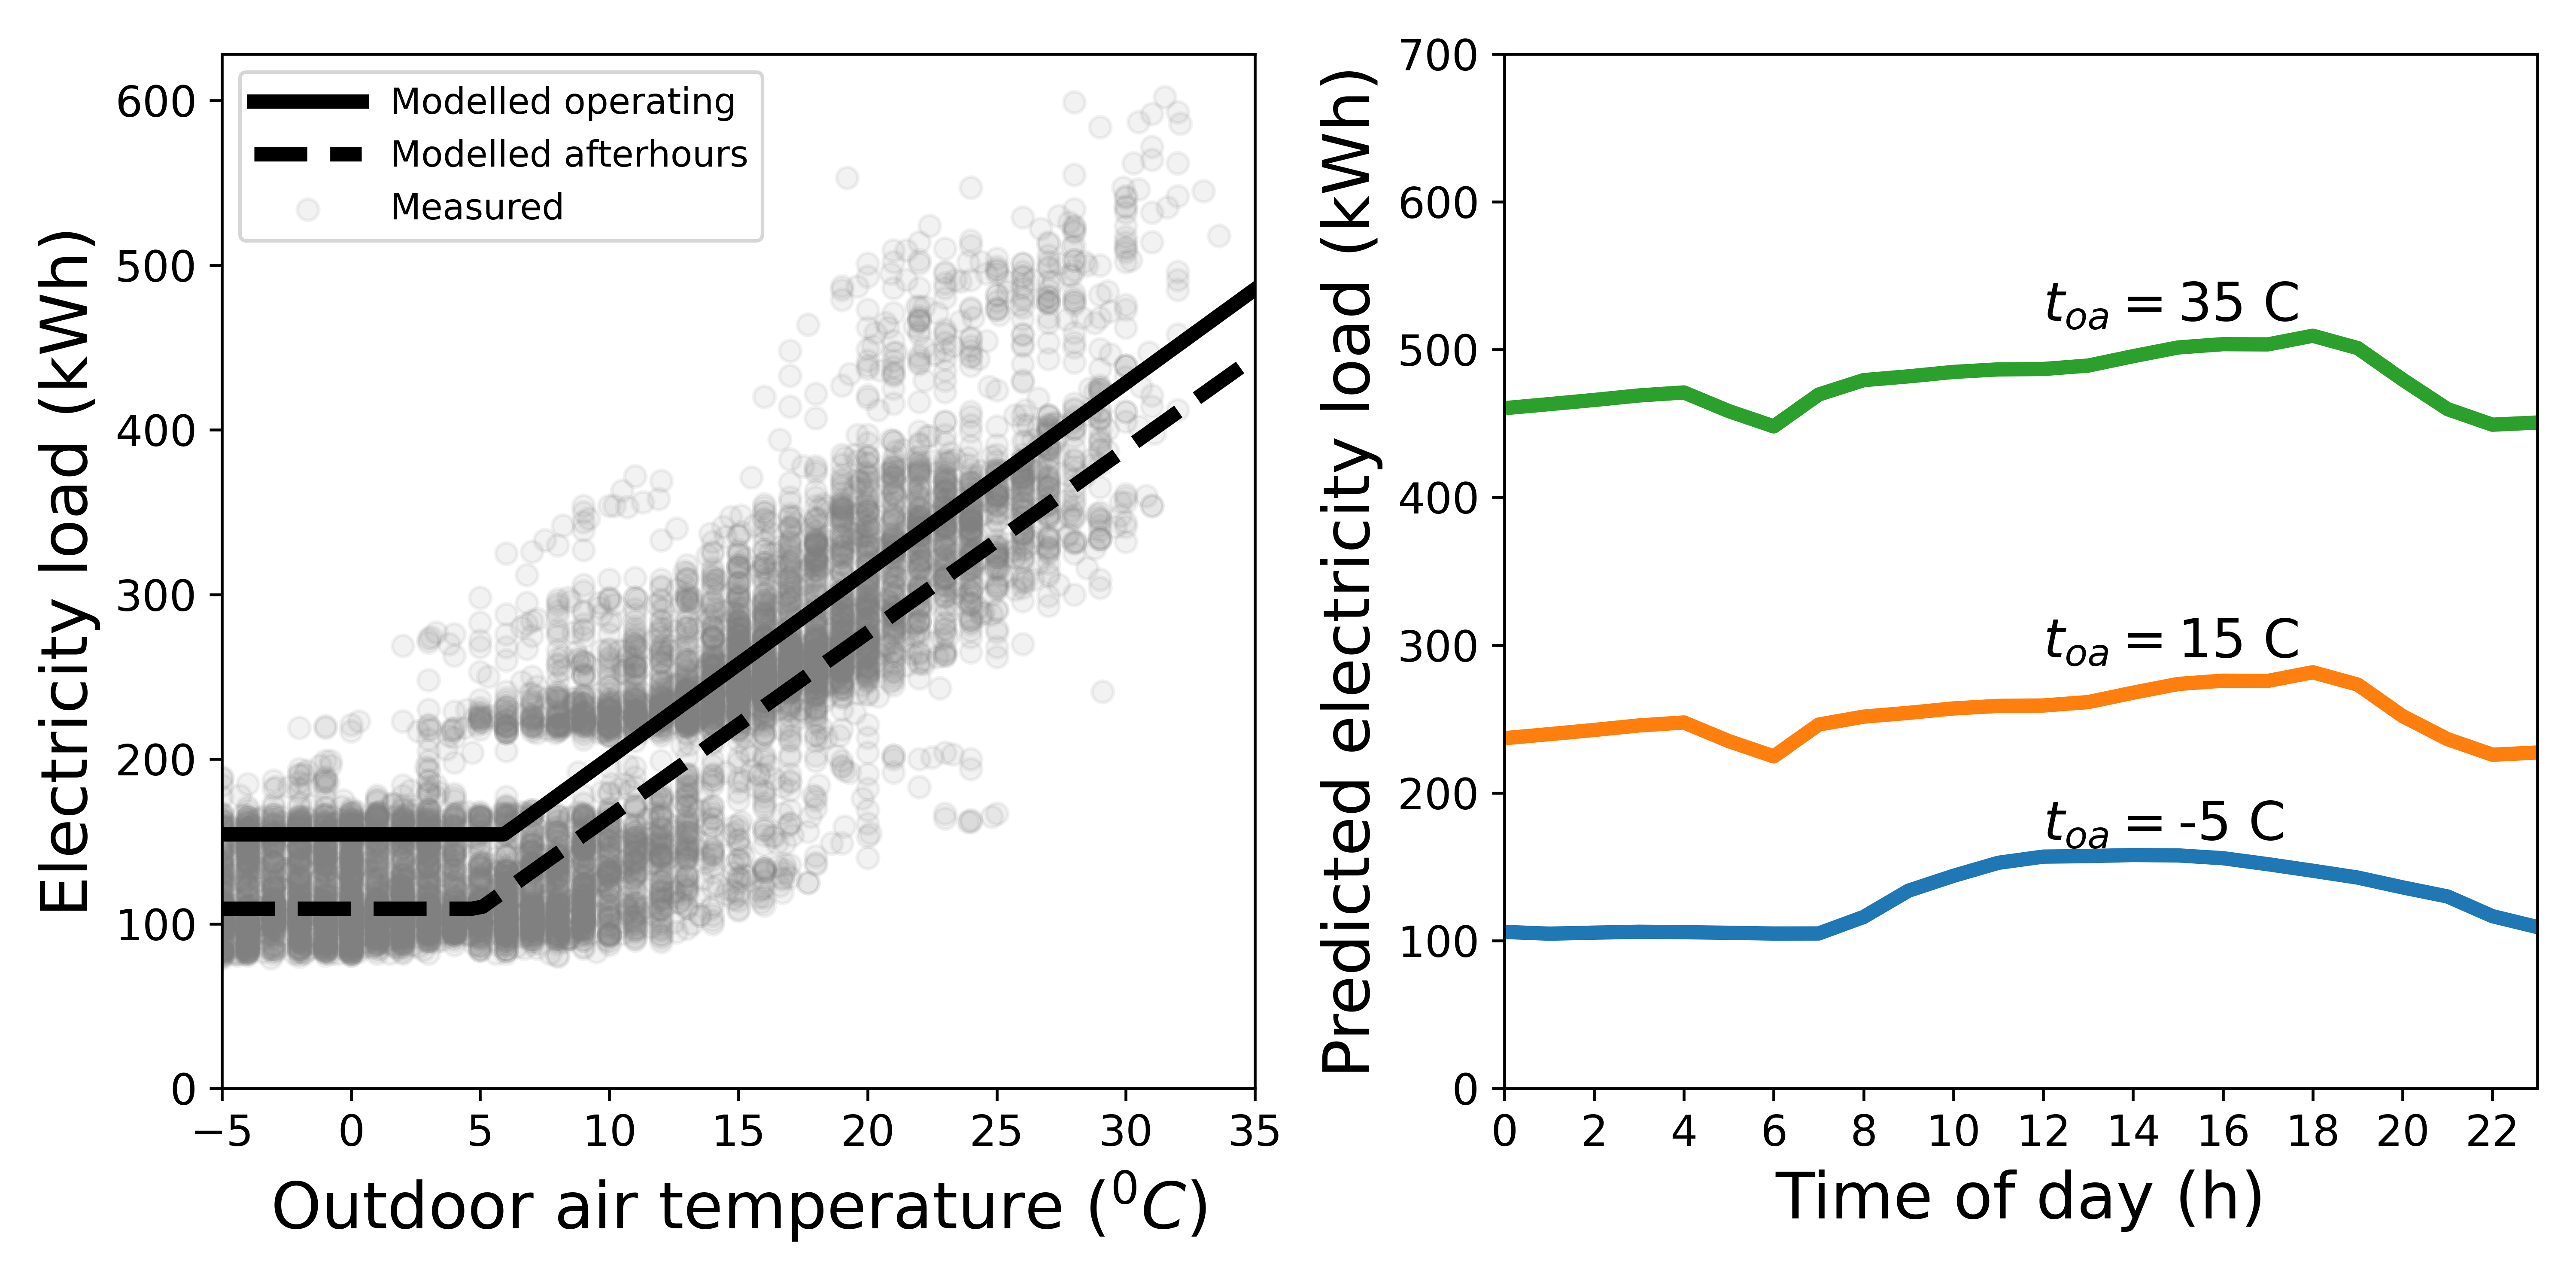 Electricity load (kWh)
600
500
400
300
200
100
0
Modelled operating
Modelled afterhours
Measured
−5 0 5 10 15 20 25 30 35
Outdoor air temperature (⁰C)
Predicted electricity load (kWh)
700
600
500
400
300
200
100
0
tₒₐ = 35 C
tₒₐ = 15 C
tₒₐ = -5 C
0 2 4 6 8 10 12 14 16 18 20 22
Time of day (h)